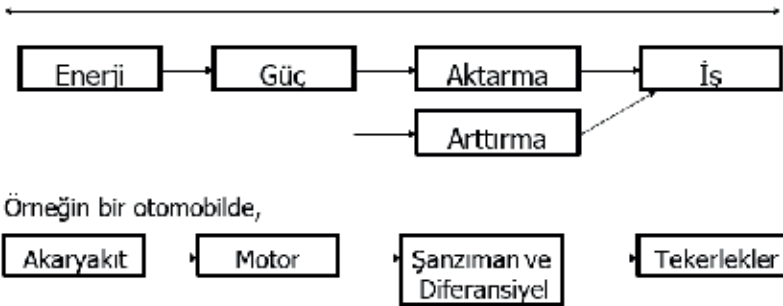 Enerji Güç Aktarma İş
Arttırma
Örneğin bir otomobilde,
Akaryakıt Motor Şanzıman ve Tekerlekler
Diferansiyel